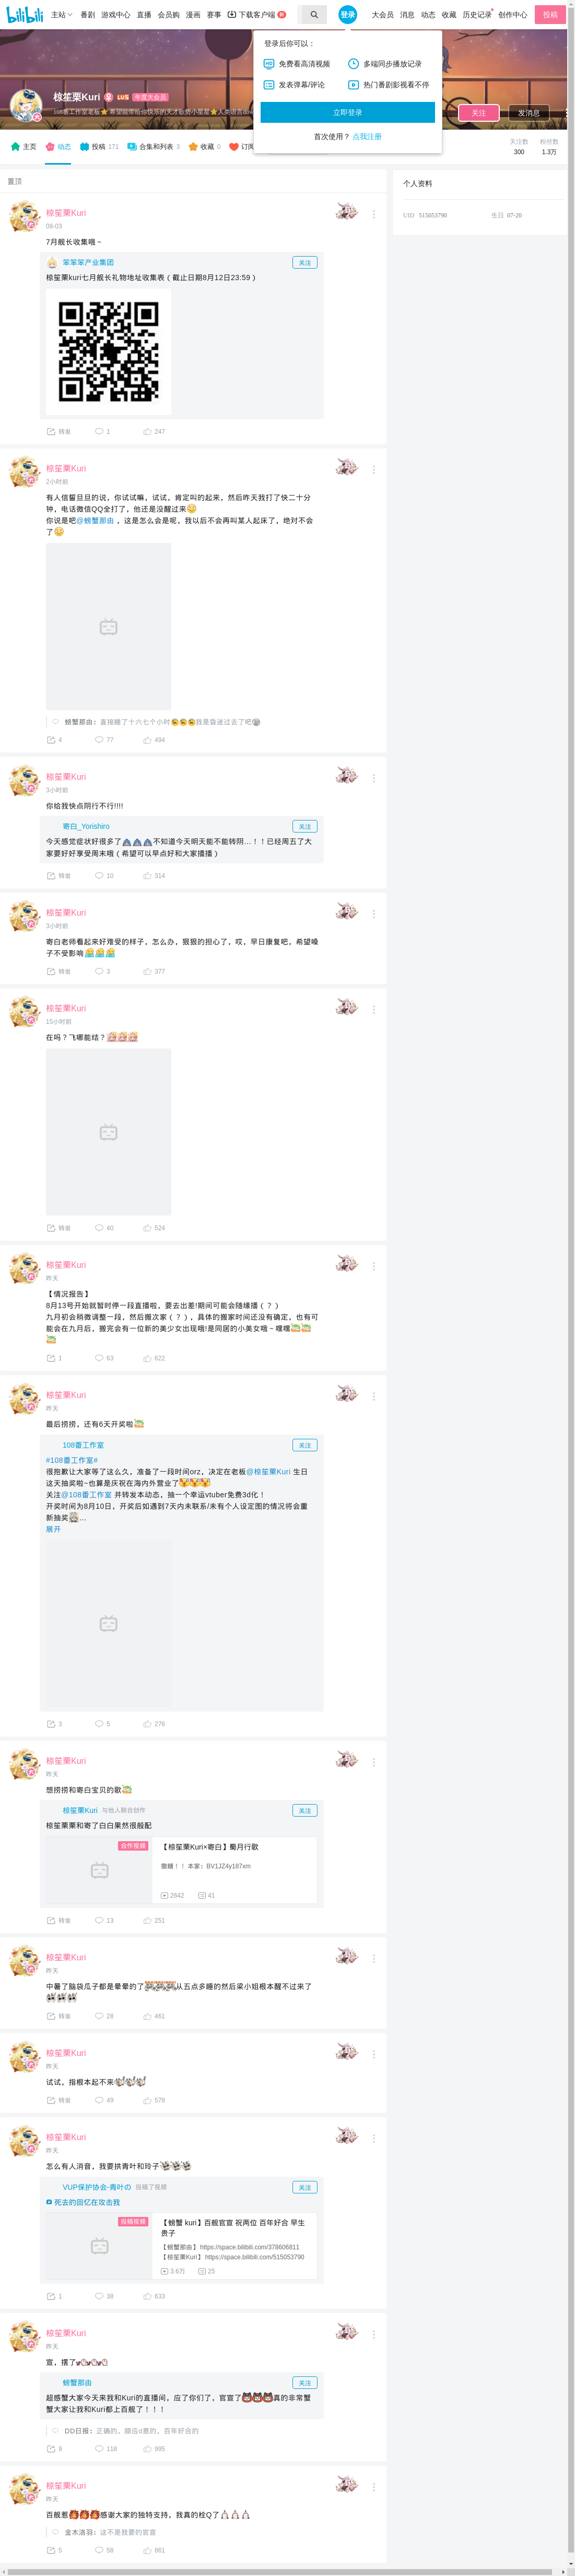 bilibili 主站 番剧 游戏中心 直播 会员购 漫画 赛事 下载客户端 登录 大会员 消息 动态 收藏 历史记录 创作中心 投稿
登录后你可以：
免费看高清视频 多端同步播放记录
发表弹幕/评论 热门番剧影视看不停
立即登录
首次使用？ 点我注册
椋笙栗Kuri 年度大会员
关注 发消息
主页 动态 投稿 171 合集和列表 3 收藏 0 订阅
关注数 粉丝数
300 1.3万
个人资料
UID 515053790 生日 07-20
置顶
椋笙栗Kuri
08-03
7月舰长收集哦～
笨笨笨产业集团 关注
椋笙栗kuri七月舰长礼物地址收集表（截止日期8月12日23:59）
转发 1 247
椋笙栗Kuri
2小时前
有人信誓旦旦的说，你试试嘛，试试，肯定叫的起来，然后昨天我打了快二十分
钟，电话微信QQ全打了，他还是没醒过来
你说是吧@螃蟹那由 ，这是怎么会是呢，我以后不会再叫某人起床了，绝对不会
了
螃蟹那由：直接睡了十六七个小时我是昏迷过去了吧
4 77 494
椋笙栗Kuri
3小时前
你给我快点阴行不行!!!!
寄白_Yorishiro 关注
今天感觉症状好很多了不知道今天明天能不能转阴...！！已经周五了大
家要好好享受周末哦（希望可以早点好和大家播播）
转发 10 314
椋笙栗Kuri
3小时前
寄白老师看起来好难受的样子，怎么办，狠狠的担心了，哎，早日康复吧，希望嗓
子不受影响
转发 3 377
椋笙栗Kuri
15小时前
在吗？飞哪能结？
转发 40 524
椋笙栗Kuri
昨天
【情况报告】
8月13号开始就暂时停一段直播啦，要去出差!期间可能会随缘播（？）
九月初会稍微调整一段，然后搬次家（？），具体的搬家时间还没有确定，也有可
能会在九月后，搬完会有一位新的美少女出现哦!是同居的小美女哦～嘿嘿
1 63 622
椋笙栗Kuri
昨天
最后捞捞，还有6天开奖啦
108番工作室 关注
#108番工作室#
很抱歉让大家等了这么久，准备了一段时间orz，决定在老板@椋笙栗Kuri 生日
这天抽奖啦~也算是庆祝在海内外营业了
关注@108番工作室 并转发本动态，抽一个幸运vtuber免费3d化！
开奖时间为8月10日，开奖后如遇到7天内未联系/未有个人设定图的情况将会重
新抽奖...
展开
3 5 276
椋笙栗Kuri
昨天
想捞捞和寄白宝贝的歌
椋笙栗Kuri 与他人联合创作 关注
椋笙栗栗和寄了白白果然很般配
合作视频 【椋笙栗Kuri×寄白】蜀月行歌
撒糖！！ 本家：BV1JZ4y187xm
2642 41
转发 13 251
椋笙栗Kuri
昨天
中暑了脑袋瓜子都是晕晕的了从五点多睡的然后梁小姐根本醒不过来了
转发 28 461
椋笙栗Kuri
昨天
试试，指根本起不来
转发 49 578
椋笙栗Kuri
昨天
怎么有人消音，我要拱青叶和玲子
VUP保护协会-青叶の 投稿了视频 关注
死去的回忆在攻击我
投稿视频 【螃蟹 kuri】百舰官宣 祝两位 百年好合 早生
贵子
【螃蟹那由】 https://space.bilibili.com/378606811
【椋笙栗Kuri】 https://space.bilibili.com/515053790
3.6万 25
1 38 633
椋笙栗Kuri
昨天
宣，摆了
螃蟹那由 关注
超感蟹大家今天来我和Kuri的直播间，应了你们了，官宣了真的非常蟹
蟹大家让我和Kuri都上百舰了！！！
DD日报：正确的，顺应d意的，百年好合的
9 118 995
椋笙栗Kuri
昨天
百舰惹感谢大家的独特支持，我真的栓Q了
金木洛羽：这不是我要的官宣
5 58 861